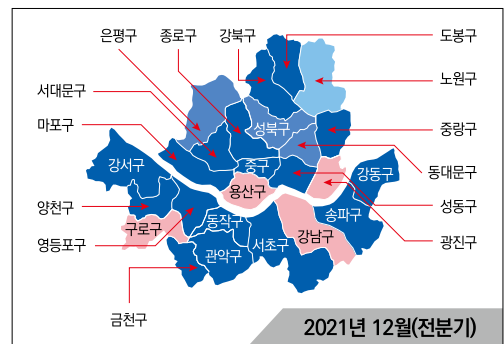 은평구
종로구
강북구
도봉구
서대문구
노원구
마포구
성북구
중랑구
강서구
중구
동대문구
강동구
용산구
양천구
성동구
송파구
구로구
동작구
강남구
영등포구
서초구
광진구
관악구
금천구
2021년 12월(전분기)